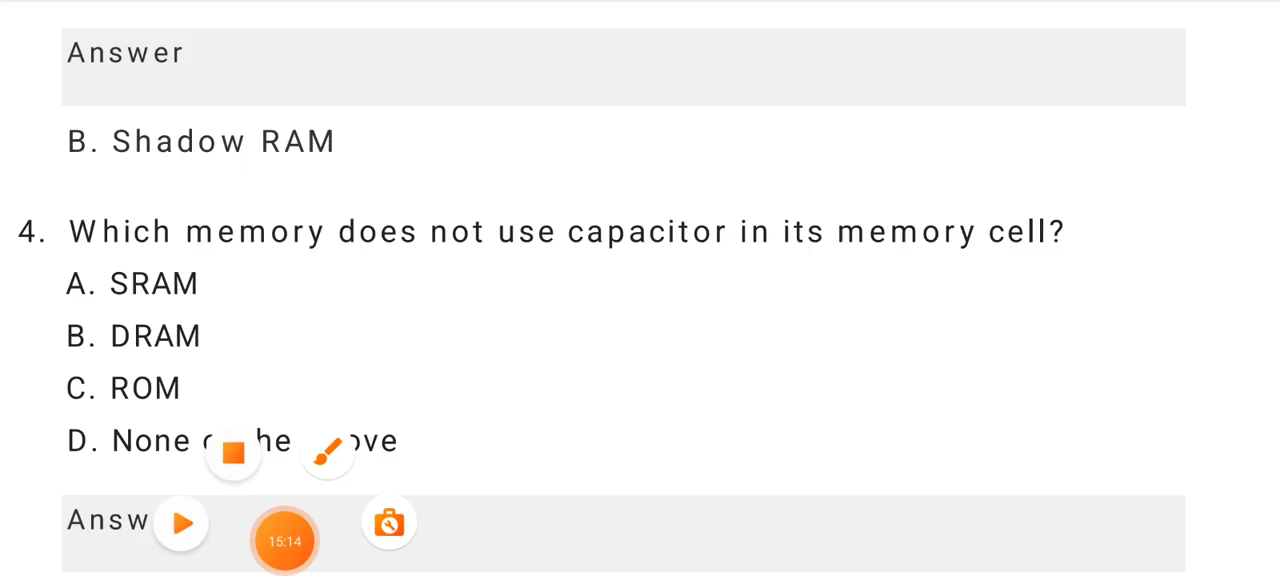 Answer
B. Shadow RAM
4. Which memory does not use capacitor in its memory cell?
A. SRAM
B. DRAM
C. ROM
D. None
15:14